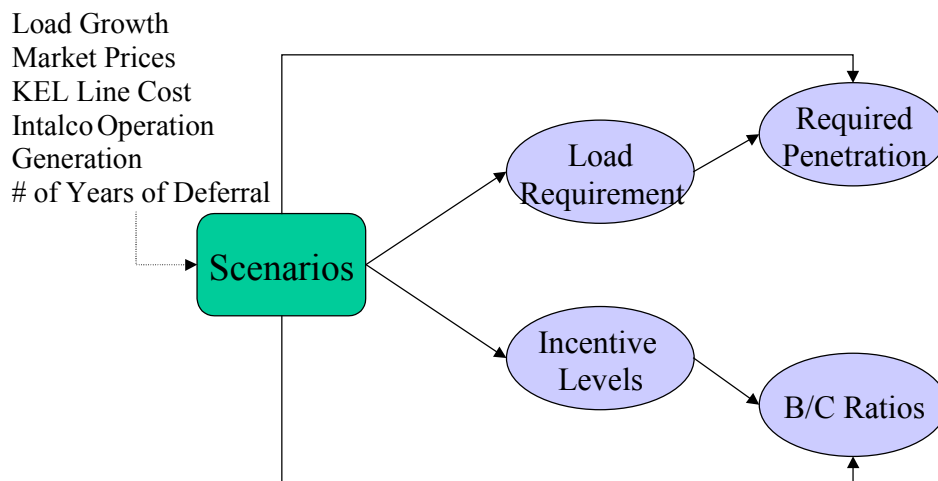 Load Growth
Market Prices
KEL Line Cost
Intalco Operation
Generation
# of Years of Deferral
Scenarios
Load
Requirement
Required
Penetration
Incentive
Levels
B/C Ratios